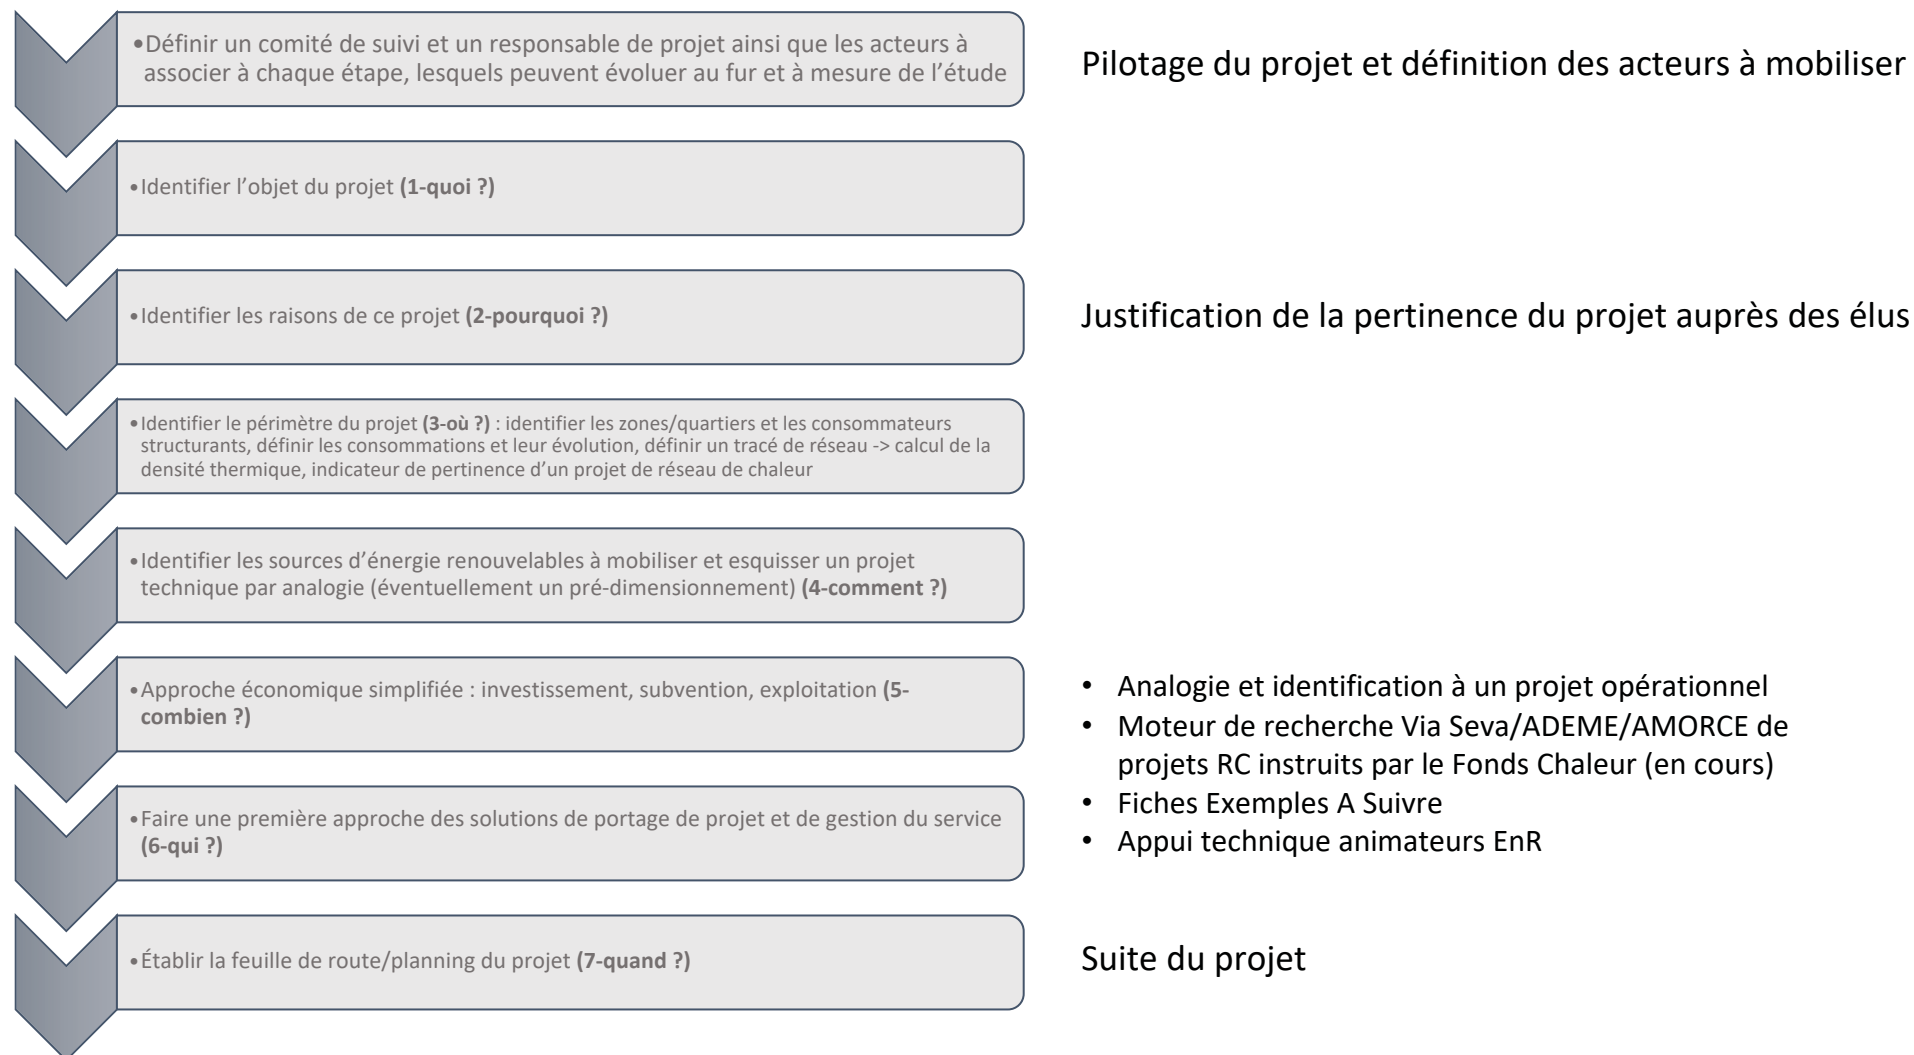 •Définir un comité de suivi et un responsable de projet ainsi que les acteurs à
associer à chaque étape, lesquels peuvent évoluer au fur et à mesure de l’étude
Pilotage du projet et définition des acteurs à mobiliser
•Identifier l’objet du projet (1-quoi ?)
•Identifier les raisons de ce projet (2-pourquoi ?)
Justification de la pertinence du projet auprès des élus
•Identifier le périmètre du projet (3-où ?) : identifier les zones/quartiers et les consommateurs
structurants, définir les consommations et leur évolution, définir un tracé de réseau -> calcul de la
densité thermique, indicateur de pertinence d’un projet de réseau de chaleur
•Identifier les sources d’énergie renouvelables à mobiliser et esquisser un projet
technique par analogie (éventuellement un pré-dimensionnement) (4-comment ?)
•Approche économique simplifiée : investissement, subvention, exploitation (5-
combien ?)
•Faire une première approche des solutions de portage de projet et de gestion du service
(6-qui ?)
• Analogie et identification à un projet opérationnel
• Moteur de recherche Via Seva/ADEME/AMORCE de
projets RC instruits par le Fonds Chaleur (en cours)
• Fiches Exemples A Suivre
• Appui technique animateurs EnR
•Établir la feuille de route/planning du projet (7-quand ?)
Suite du projet